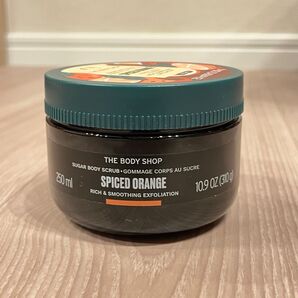 THE BODY SHOP
SUGAR BODY SCRUB • GOMMAGE CORPS AU SUCRE
250 ml SPICED ORANGE 10.9 OZ (310 g)
RICH & SMOOTHING EXFOLIATION